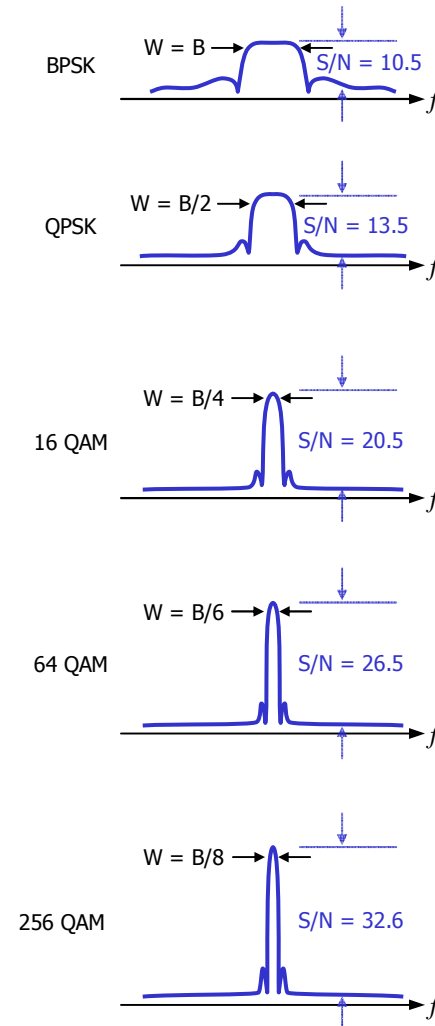 W = B
S/N = 10.5
BPSK
f
W = B/2
S/N = 13.5
QPSK
f
W = B/4
16 QAM
S/N = 20.5
f
W = B/6
64 QAM
S/N = 26.5
f
W = B/8
256 QAM
S/N = 32.6
f